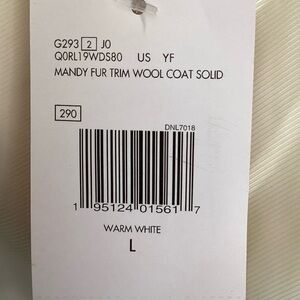 G293 2 J0
Q0RL19WDS80 US YF
MANDY FUR TRIM WOOL COAT SOLID
290
DNL7018
1 95124 01561 7
WARM WHITE
L